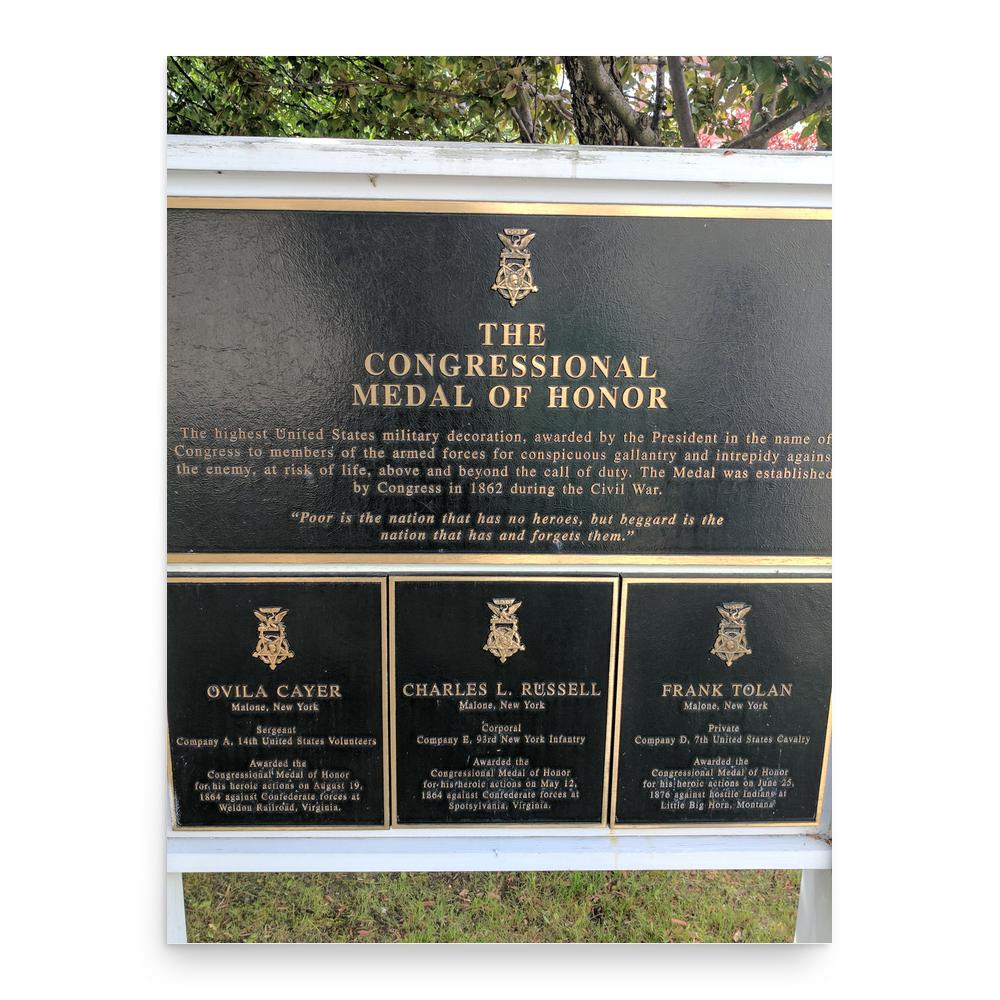 THE
CONGRESSIONAL
MEDAL OF HONOR
The highest United States military decoration, awarded by the President in the name of
Congress to members of the armed forces for conspicuous gallantry and intrepidy agains
the enemy, at risk of life, above and beyond the call of duty. The Medal was established
by Congress in 1862 during the Civil War.
“Poor is the nation that has no heroes, but beggard is the
nation that has and forgets them.”
OVILA CAYER
Malone, New York
Sergeant
Company A, 14th United States Volunteers
Awarded the
Congressional Medal of Honor
for his heroic actions on August 19,
1864 against Confederate forces at
Weldon Railroad, Virginia.
CHARLES L. RUSSELL
Malone, New York
Corporal
Company E, 93rd New York Infantry
Awarded the
Congressional Medal of Honor
for his heroic actions on May 12,
1864 against Confederate forces at
Spotsylvania, Virginia.
FRANK TOLAN
Malone, New York
Private
Company D, 7th United States Cavalry
Awarded the
Congressional Medal of Honor
for his heroic actions on June 25,
1876 against hostile Indians at
Little Big Horn, Montana